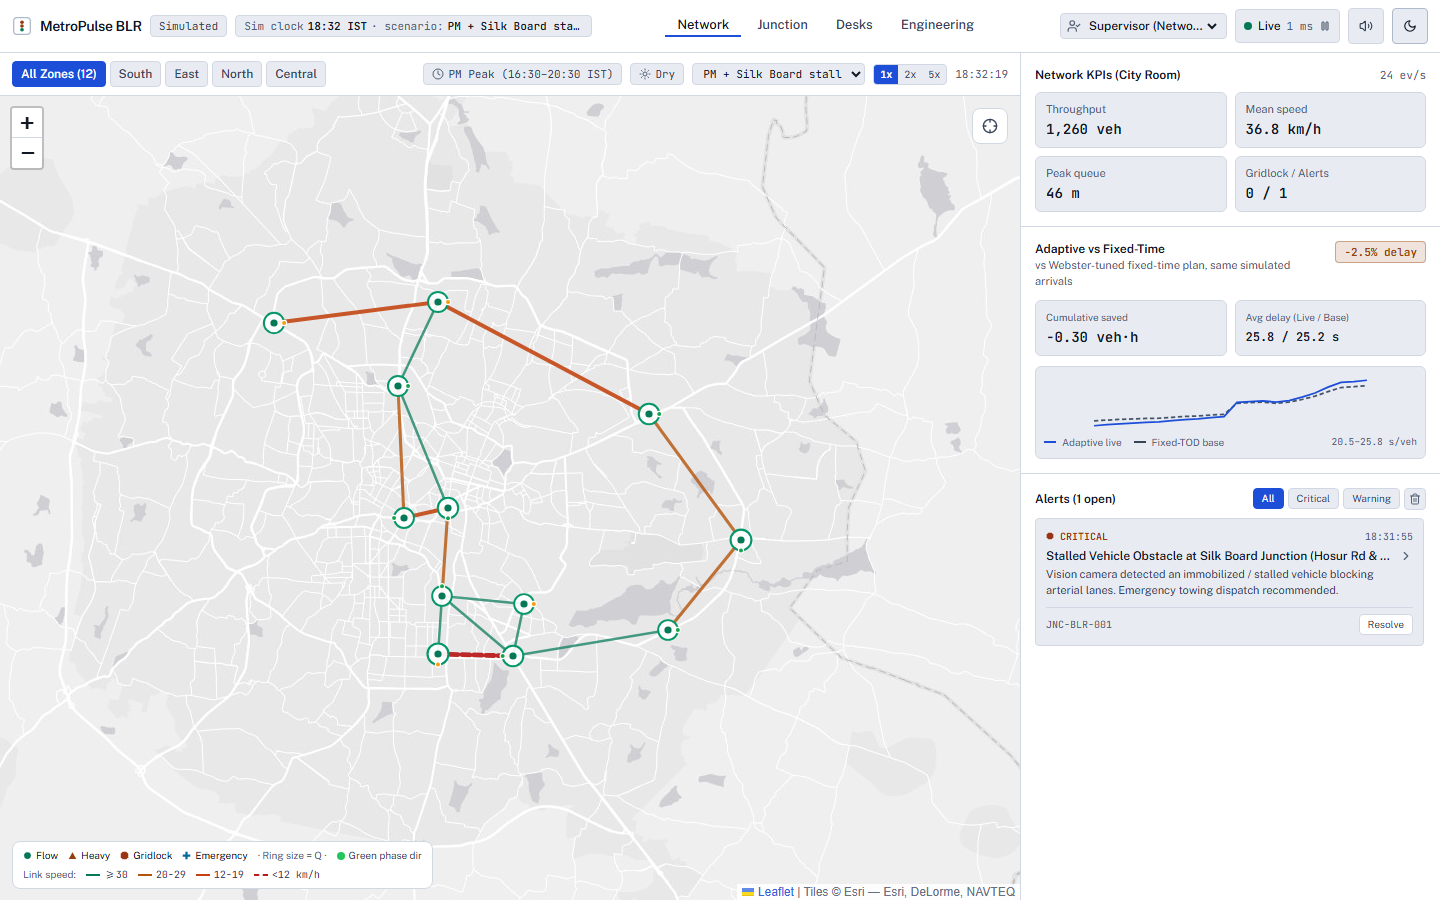 MetroPulse BLR
Simulated
Sim clock 18:32 IST · scenario: PM + Silk Board sta…
Network
Junction
Desks
Engineering
Supervisor (Netwo...
Live 1 ms
All Zones (12)
South
East
North
Central
PM Peak (16:30–20:30 IST)
Dry
PM + Silk Board stall
1x
2x
5x
18:32:19
+
−
Network KPIs (City Room)
24 ev/s
Throughput
1,260 veh
Mean speed
36.8 km/h
Peak queue
46 m
Gridlock / Alerts
0 / 1
Adaptive vs Fixed-Time
-2.5% delay
vs Webster-tuned fixed-time plan, same simulated
arrivals
Cumulative saved
-0.30 veh·h
Avg delay (Live / Base)
25.8 / 25.2 s
Adaptive live
Fixed-TOD base
20.5–25.8 s/veh
Alerts (1 open)
All
Critical
Warning
CRITICAL
18:31:55
Stalled Vehicle Obstacle at Silk Board Junction (Hosur Rd & ...
Vision camera detected an immobilized / stalled vehicle blocking
arterial lanes. Emergency towing dispatch recommended.
JNC-BLR-001
Resolve
Flow
Heavy
Gridlock
Emergency
· Ring size = Q ·
Green phase dir
Link speed:
≥30
20-29
12-19
<12 km/h
Leaflet | Tiles © Esri — Esri, DeLorme, NAVTEQ